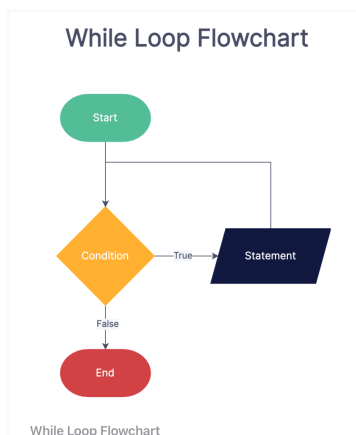 While Loop Flowchart
Start
Condition
True
Statement
False
End
While Loop Flowchart